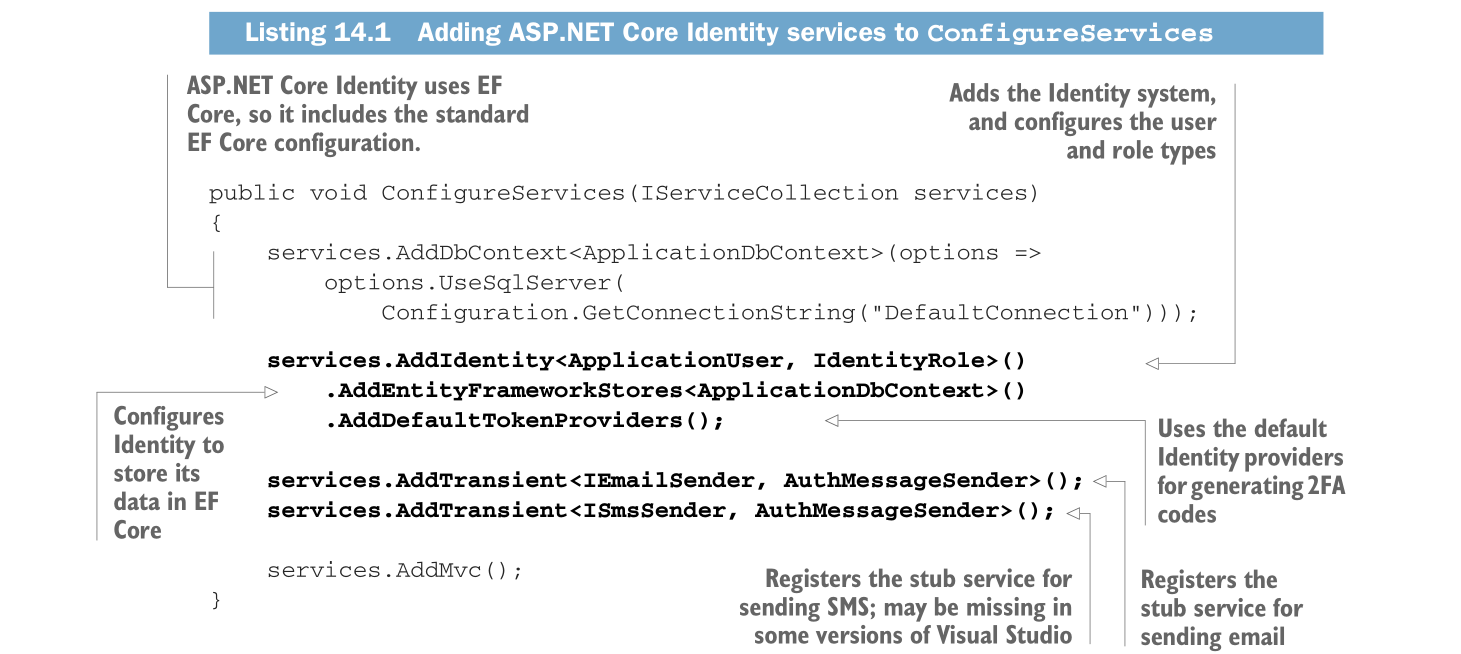 Listing 14.1 Adding ASP.NET Core Identity services to ConfigureServices
ASP.NET Core Identity uses EF
Core, so it includes the standard
EF Core configuration.
Adds the Identity system,
and configures the user
and role types
public void ConfigureServices(IServiceCollection services)
{
    services.AddDbContext<ApplicationDbContext>(options =>
        options.UseSqlServer(
            Configuration.GetConnectionString("DefaultConnection")));
    services.AddIdentity<ApplicationUser, IdentityRole>()
        .AddEntityFrameworkStores<ApplicationDbContext>()
        .AddDefaultTokenProviders();
Configures
Identity to
store its
data in EF
Core
Uses the default
Identity providers
for generating 2FA
codes
    services.AddTransient<IEmailSender, AuthMessageSender>();
    services.AddTransient<ISmsSender, AuthMessageSender>();
    services.AddMvc();
}
Registers the stub service for
sending SMS; may be missing in
some versions of Visual Studio
Registers the
stub service for
sending email